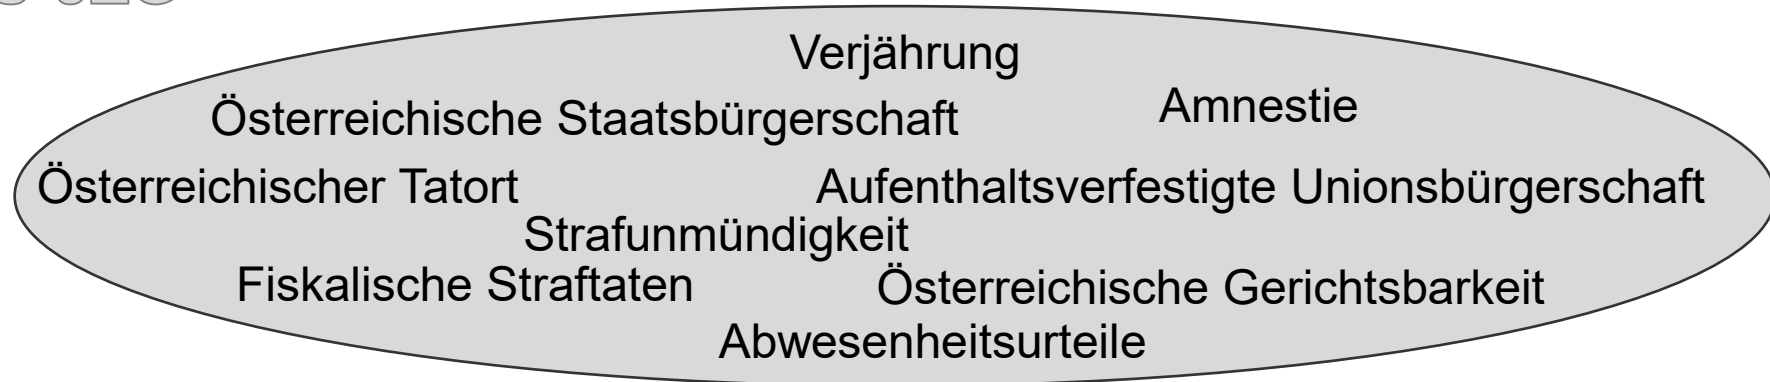 Verjährung
Amnestie
Österreichische Staatsbürgerschaft
Österreichischer Tatort
Aufenthaltsverfestigte Unionsbürgerschaft
Strafunmündigkeit
Fiskalische Straftaten
Österreichische Gerichtsbarkeit
Abwesenheitsurteile